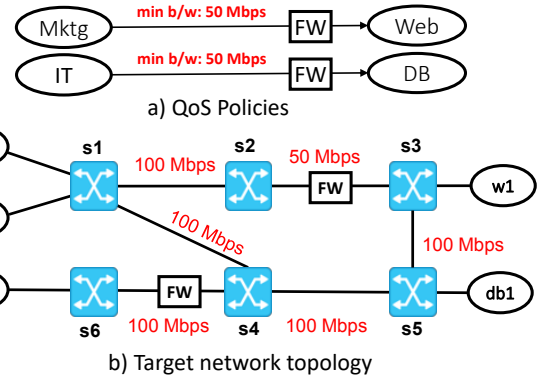 min b/w: 50 Mbps
Mktg FW Web
min b/w: 50 Mbps
IT FW DB
a) QoS Policies
s1 s2 s3
100 Mbps 50 Mbps
FW w1
100 Mbps
100 Mbps
FW db1
s6 100 Mbps s4 100 Mbps s5
b) Target network topology